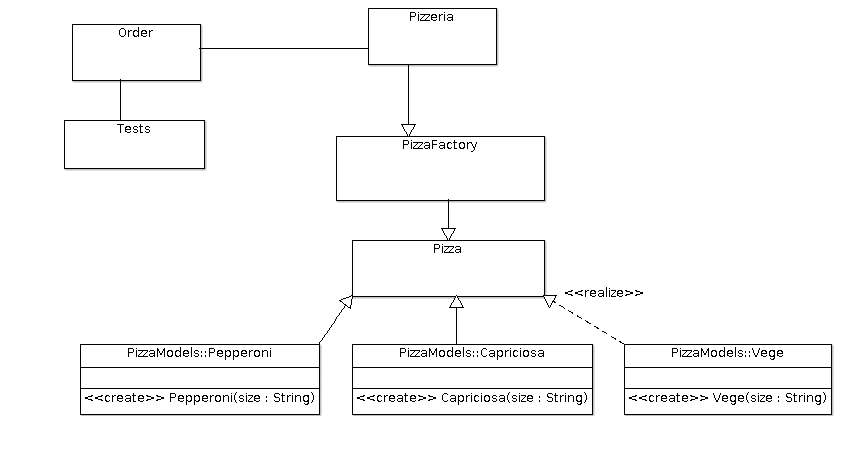 Pizzeria
Order
Tests
PizzaFactory
Pizza
<<realize>>
PizzaModels::Pepperoni
<<create>> Pepperoni(size : String)
PizzaModels::Capriciosa
<<create>> Capriciosa(size : String)
PizzaModels::Vege
<<create>> Vege(size : String)